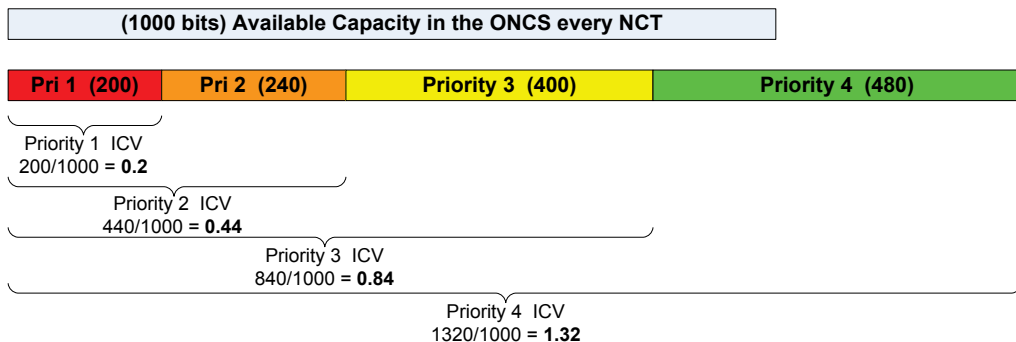 (1000 bits) Available Capacity in the ONCS every NCT
Pri 1 (200) Pri 2 (240) Priority 3 (400) Priority 4 (480)
Priority 1 ICV
200/1000 = 0.2
Priority 2 ICV
440/1000 = 0.44
Priority 3 ICV
840/1000 = 0.84
Priority 4 ICV
1320/1000 = 1.32